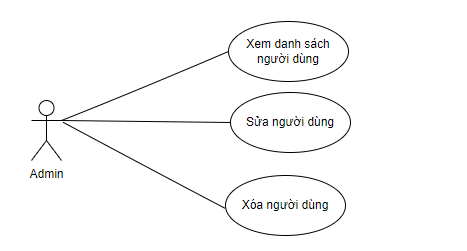 Xem danh sách
người dùng
Sửa người dùng
Admin
Xóa người dùng